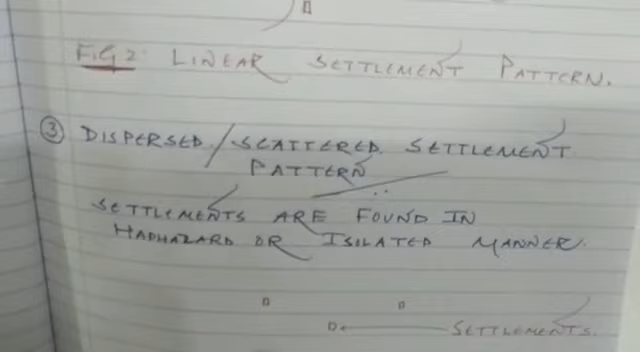 FIG 2 LINEAR SETTLEMENT PATTERN.
③ DISPERSED/SCATTERED SETTLEMENT
PATTERN
SETTLEMENTS ARE FOUND IN
HAPHAZARD OR ISOLATED MANNER.
SETTLEMENTS.